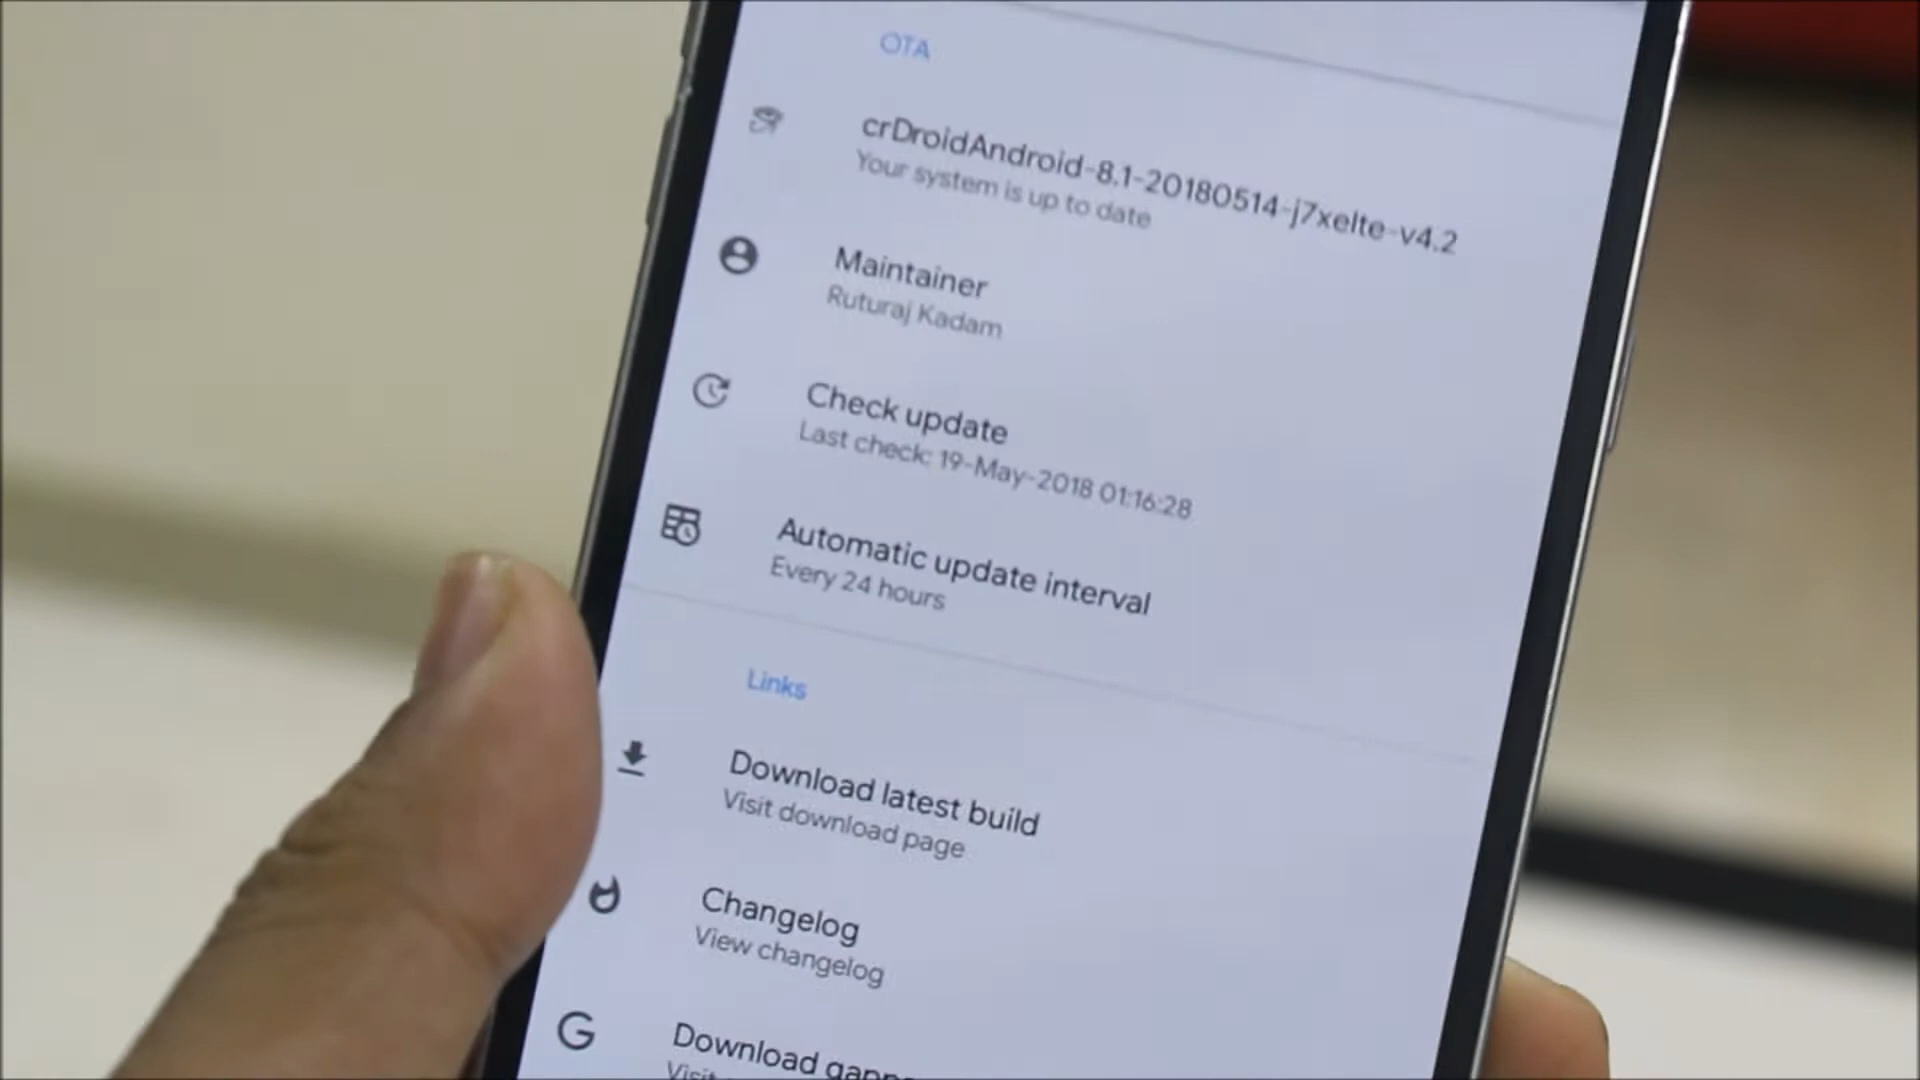 OTA
crDroidAndroid-8.1-20180514-j7xelte-v4.2
Your system is up to date
Maintainer
Ruturaj Kadam
Check update
Last check: 19-May-2018 01:16:28
Automatic update interval
Every 24 hours
Links
Download latest build
Visit download page
Changelog
View changelog
Download
Visit